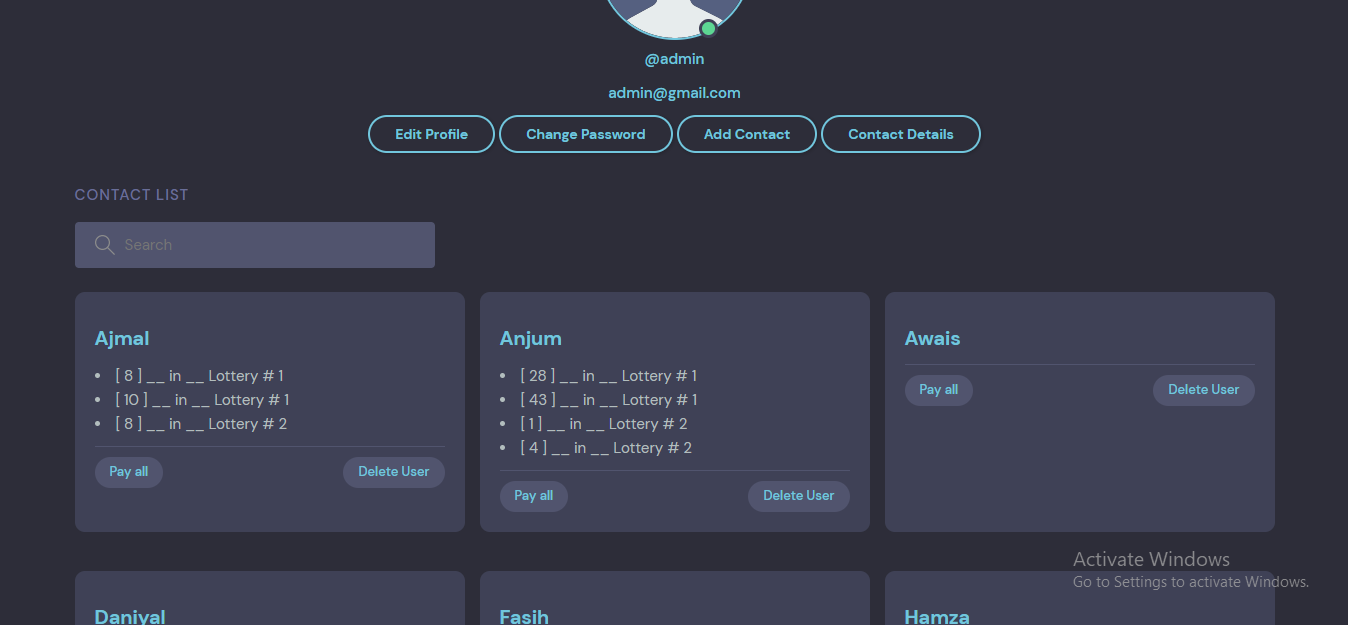 @admin
admin@gmail.com
Edit Profile Change Password Add Contact Contact Details
CONTACT LIST
Search
Ajmal
• [ 8 ] __ in __ Lottery # 1
• [ 10 ] __ in __ Lottery # 1
• [ 8 ] __ in __ Lottery # 2
Pay all Delete User
Anjum
• [ 28 ] __ in __ Lottery # 1
• [ 43 ] __ in __ Lottery # 1
• [ 1 ] __ in __ Lottery # 2
• [ 4 ] __ in __ Lottery # 2
Pay all Delete User
Awais
Pay all Delete User
Activate Windows
Go to Settings to activate Windows.
Daniyal
Fasih
Hamza